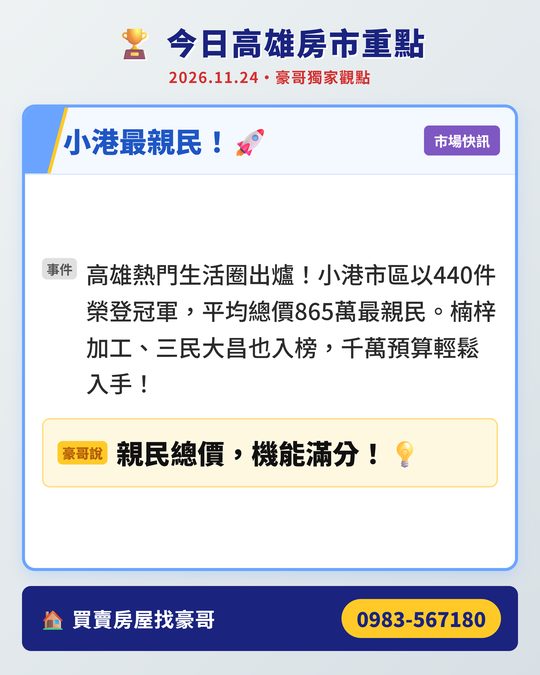 🏆 今日高雄房市重點
2026.11.24・豪哥獨家觀點
小港最親民！🚀
市場快訊
事件
高雄熱門生活圈出爐！小港市區以440件
榮登冠軍，平均總價865萬最親民。楠梓
加工、三民大昌也入榜，千萬預算輕鬆
入手！
豪哥說
親民總價，機能滿分！💡
🏠 買賣房屋找豪哥
0983-567180